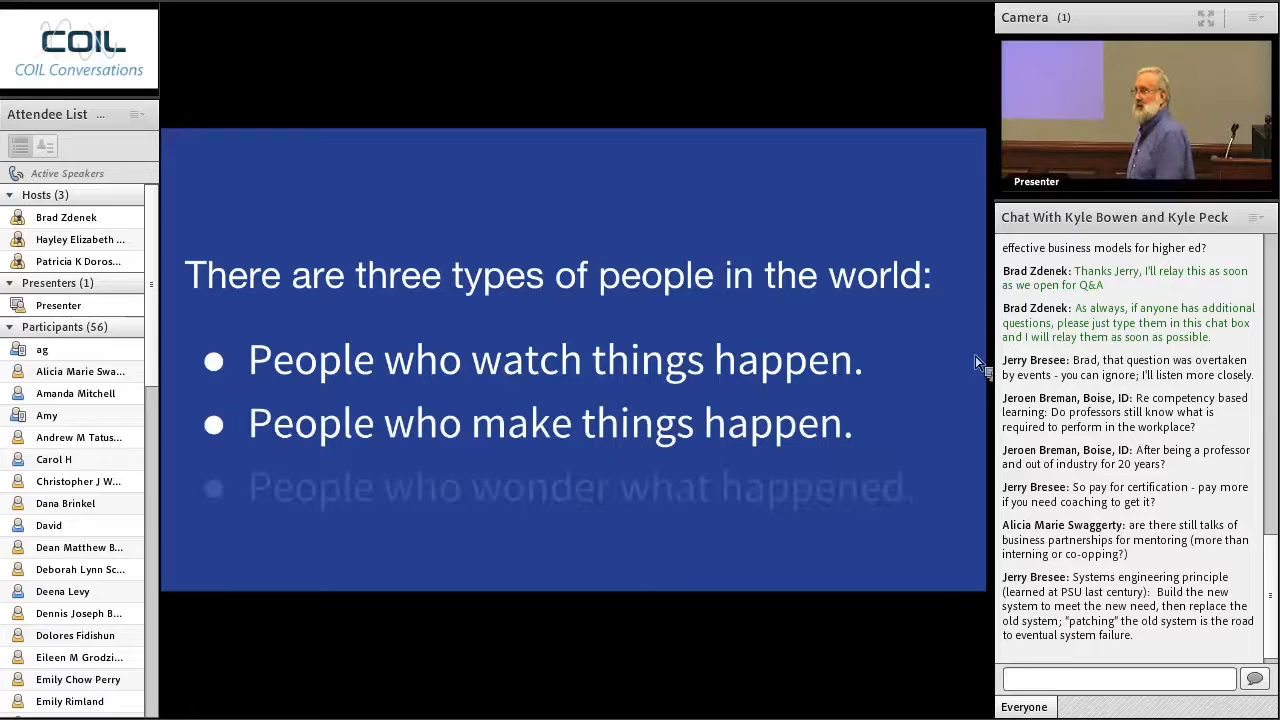 COIL
COIL Conversations
Attendee List ...
Active Speakers
Hosts (3)
Brad Zdenek
Hayley Elizabeth ...
Patricia K Doros...
Presenters (1)
Presenter
Participants (56)
ag
Alicia Marie Swa...
Amanda Mitchell
Amy
Andrew M Tatus...
Carol H
Christopher J W...
Dana Brinkel
David
Dean Matthew B...
Deborah Lynn Sc...
Deena Levy
Dennis Joseph B...
Dolores Fidishun
Eileen M Grodzi...
Emily Chow Perry
Emily Rimland
There are three types of people in the world:
● People who watch things happen.
● People who make things happen.
● People who wonder what happened.
Camera (1)
Presenter
Chat With Kyle Bowen and Kyle Peck
effective business models for higher ed?
Brad Zdenek: Thanks Jerry, I'll relay this as soon
as we open for Q&A
Brad Zdenek: As always, if anyone has additional
questions, please just type them in this chat box
and I will relay them as soon as possible.
Jerry Bresee: Brad, that question was overtaken
by events - you can ignore; I'll listen more closely.
Jeroen Breman, Boise, ID: Re competency based
learning: Do professors still know what is
required to perform in the workplace?
Jeroen Breman, Boise, ID: After being a professor
and out of industry for 20 years?
Jerry Bresee: So pay for certification - pay more
if you need coaching to get it?
Alicia Marie Swaggerty: are there still talks of
business partnerships for mentoring (more than
interning or co-opping?)
Jerry Bresee: Systems engineering principle
(learned at PSU last century): Build the new
system to meet the new need, then replace the
old system; "patching" the old system is the road
to eventual system failure.
Everyone